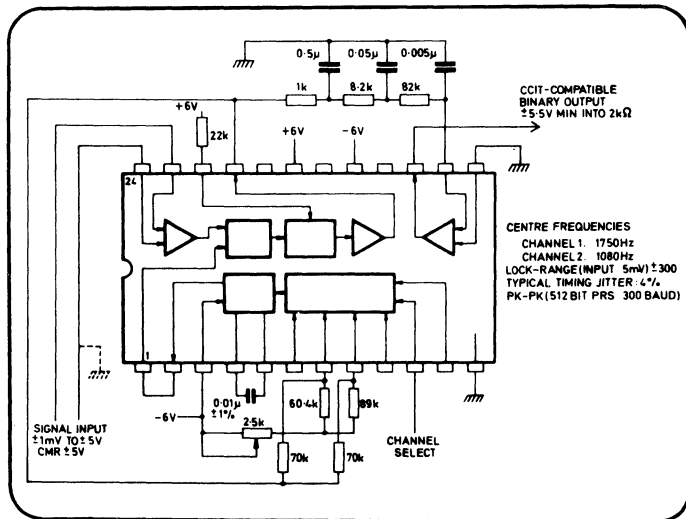 0·5μ 0·05μ 0·005μ
1k 8·2k 82k
+6V
22k
+6V
-6V
CCIT-COMPATIBLE
BINARY OUTPUT
±5·5V MIN INTO 2kΩ
24
CENTRE FREQUENCIES
CHANNEL 1. 1750Hz
CHANNEL 2. 1080Hz
LOCK-RANGE(INPUT 5mV)±300
TYPICAL TIMING JITTER:4%
PK-PK(512 BIT PRS 300 BAUD)
1
0·01μ
±1%
-6V
2·5k
60·4k
89k
70k
70k
CHANNEL
SELECT
SIGNAL INPUT
±1mV TO±5V
CMR ±5V